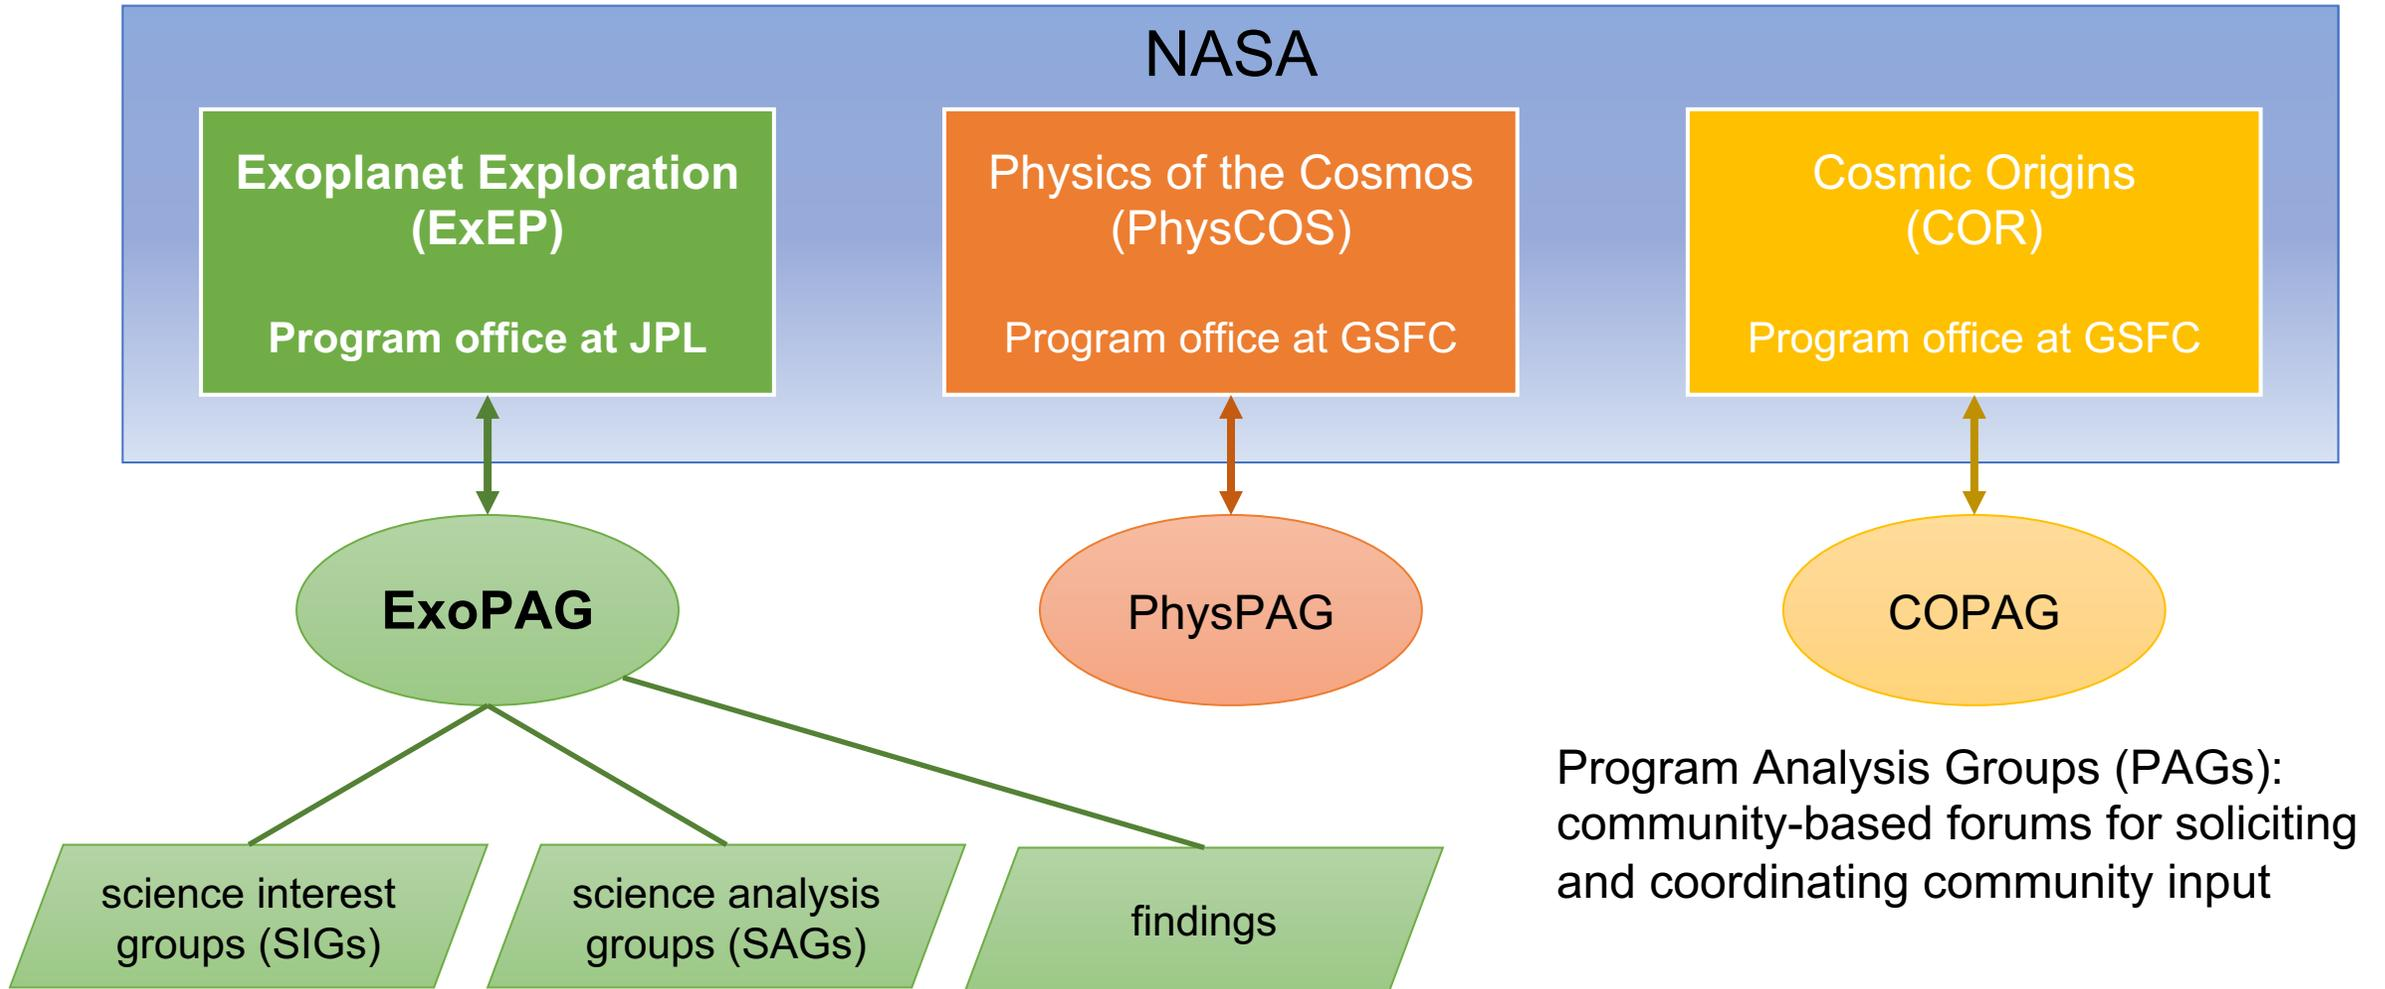 NASA
Exoplanet Exploration
(ExEP)
Program office at JPL
Physics of the Cosmos
(PhysCOS)
Program office at GSFC
Cosmic Origins
(COR)
Program office at GSFC
ExoPAG
PhysPAG
COPAG
science interest
groups (SIGs)
science analysis
groups (SAGs)
findings
Program Analysis Groups (PAGs):
community-based forums for soliciting
and coordinating community input